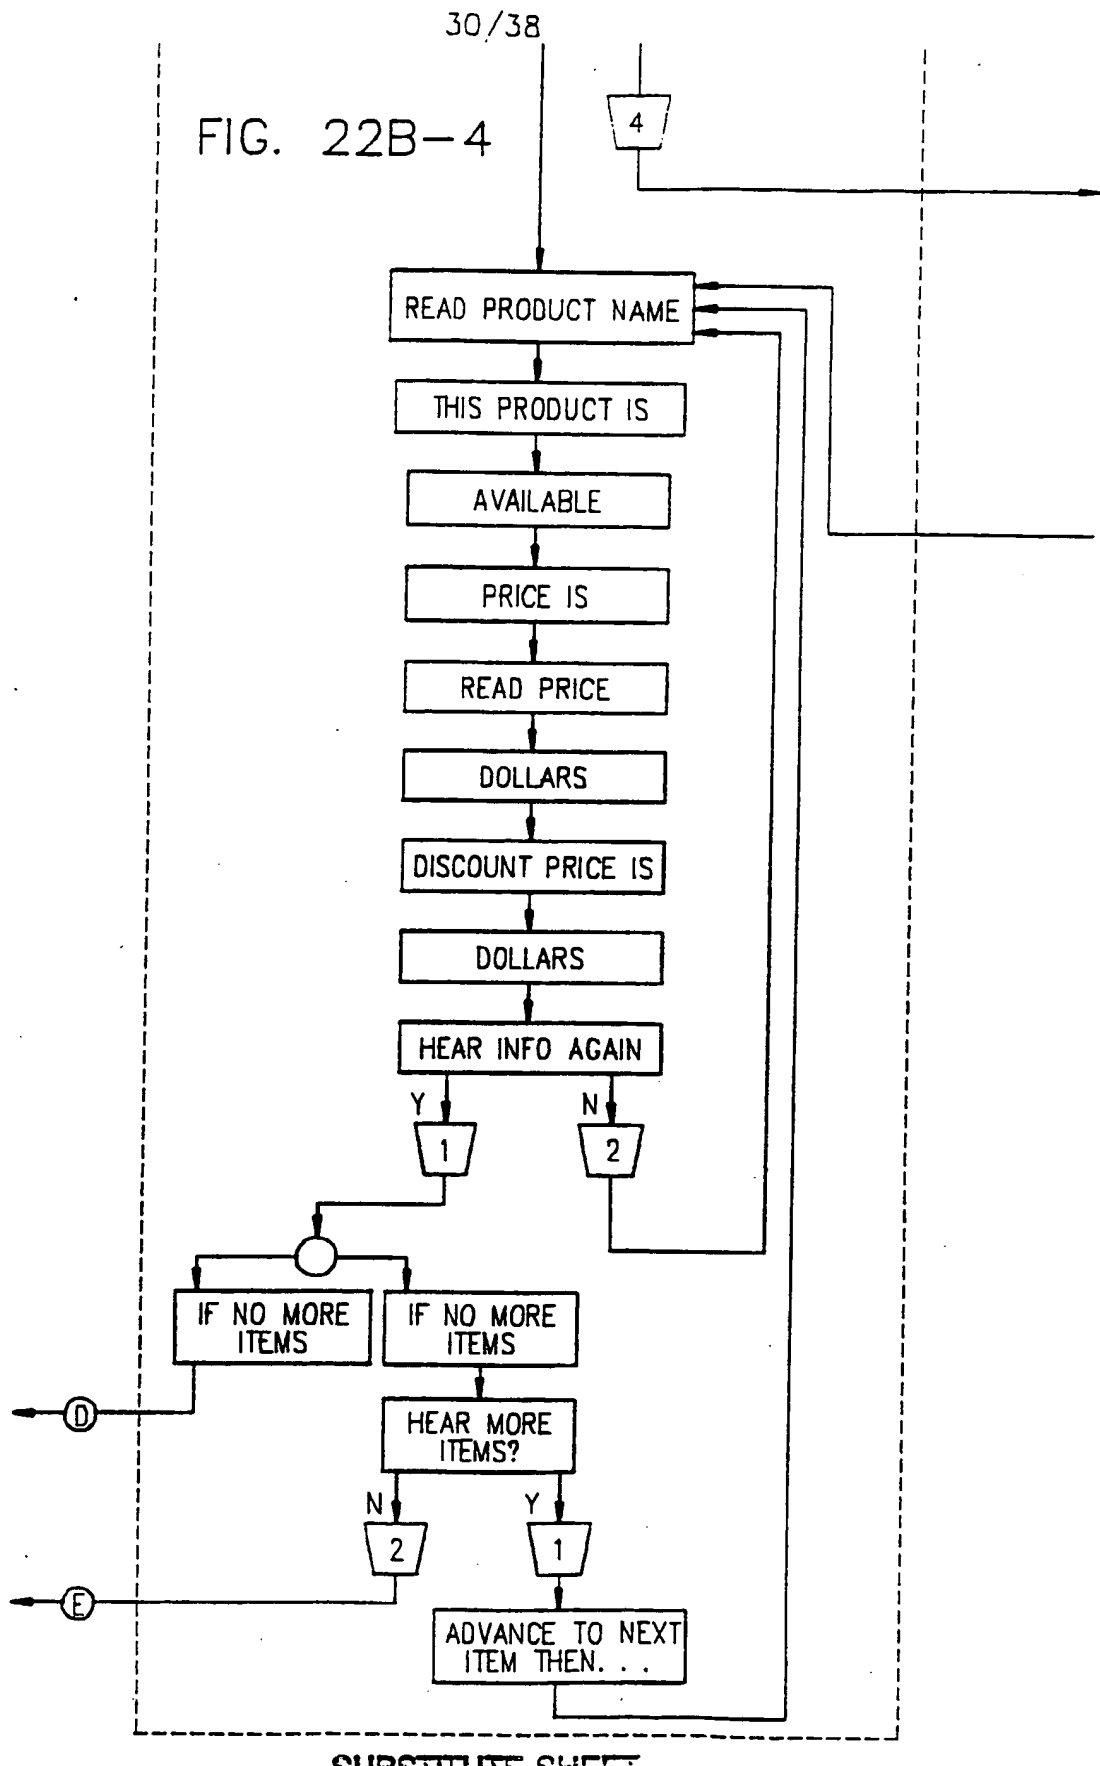 30/38
FIG. 22B-4
4
READ PRODUCT NAME
THIS PRODUCT IS
AVAILABLE
PRICE IS
READ PRICE
DOLLARS
DISCOUNT PRICE IS
DOLLARS
HEAR INFO AGAIN
Y N
1 2
IF NO MORE
ITEMS
IF NO MORE
ITEMS
D
HEAR MORE
ITEMS?
N Y
2 1
E
ADVANCE TO NEXT
ITEM THEN. . .
SUBSTITUTE SHEET